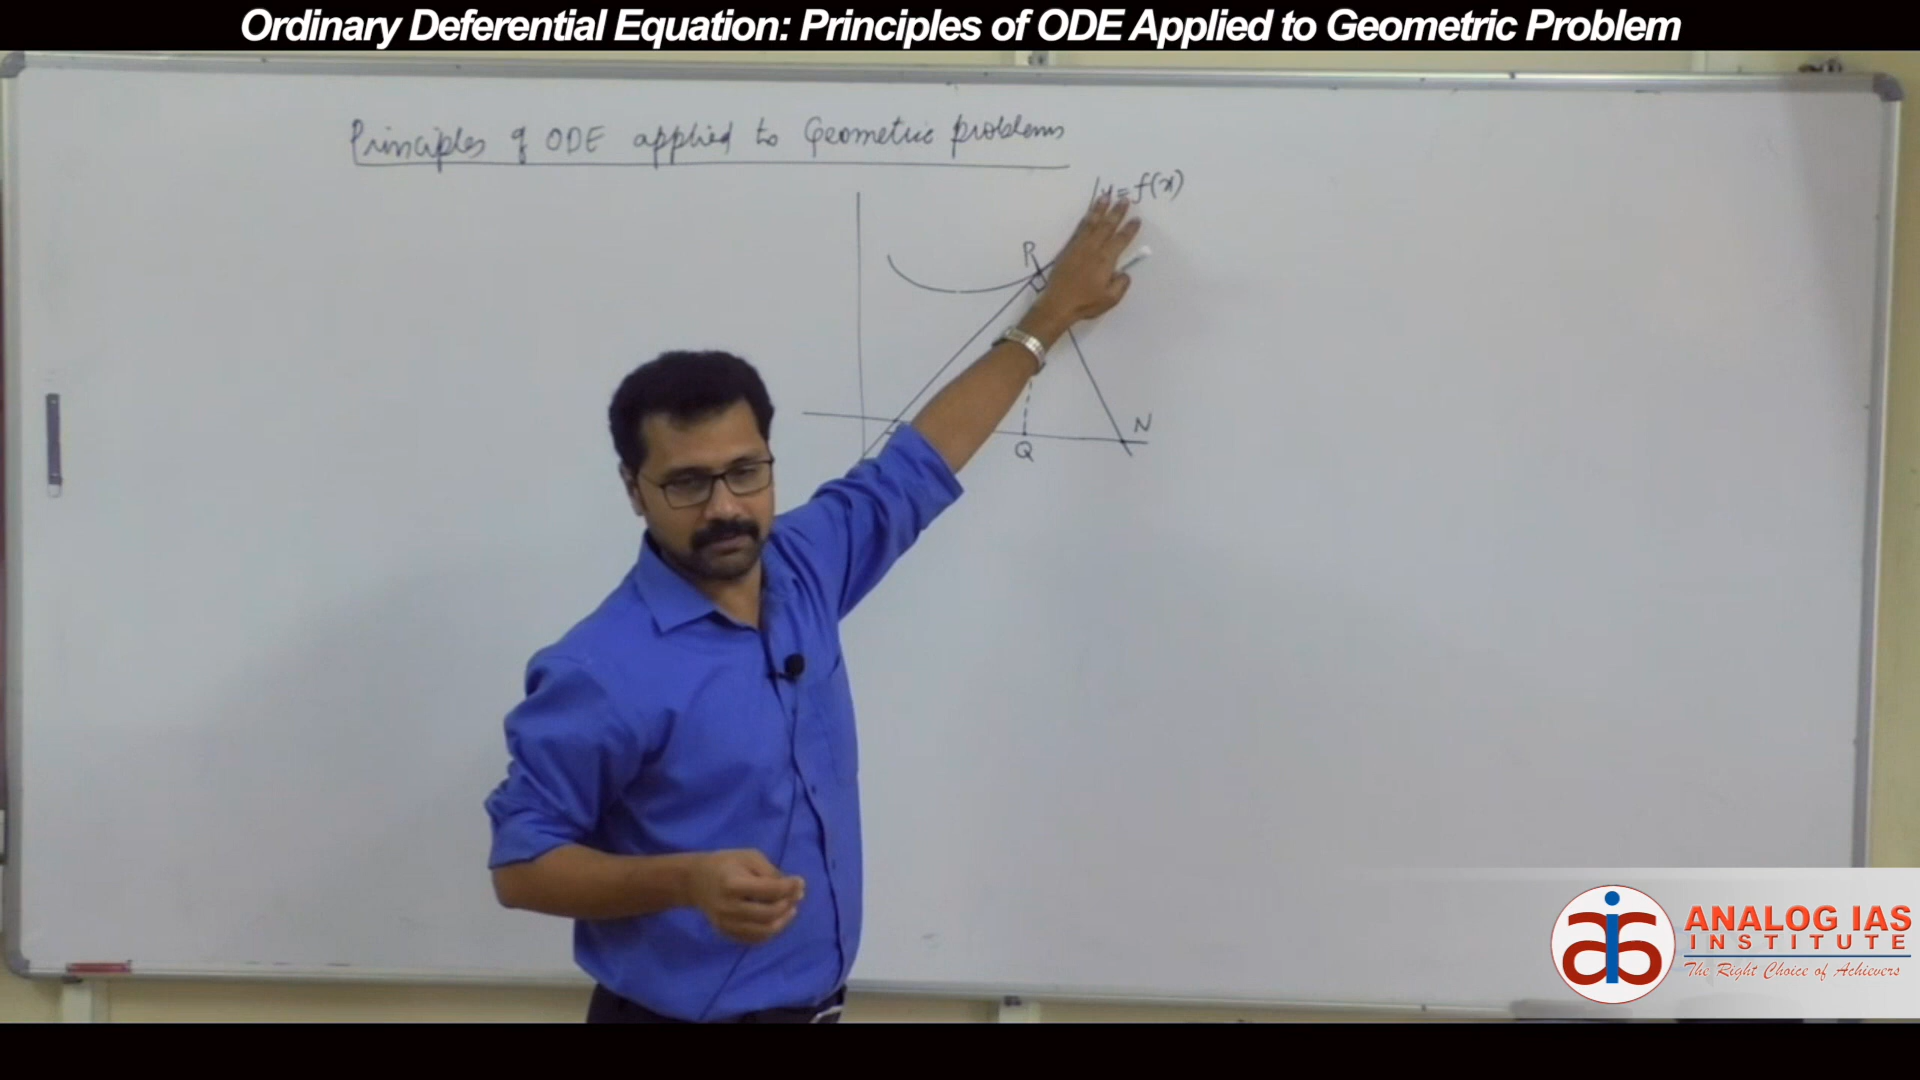 Ordinary Deferential Equation: Principles of ODE Applied to Geometric Problem
Principles of ODE applied to Geometric problems
y = f(x)
P
N
Q
ANALOG IAS
INSTITUTE
The Right Choice of Achievers